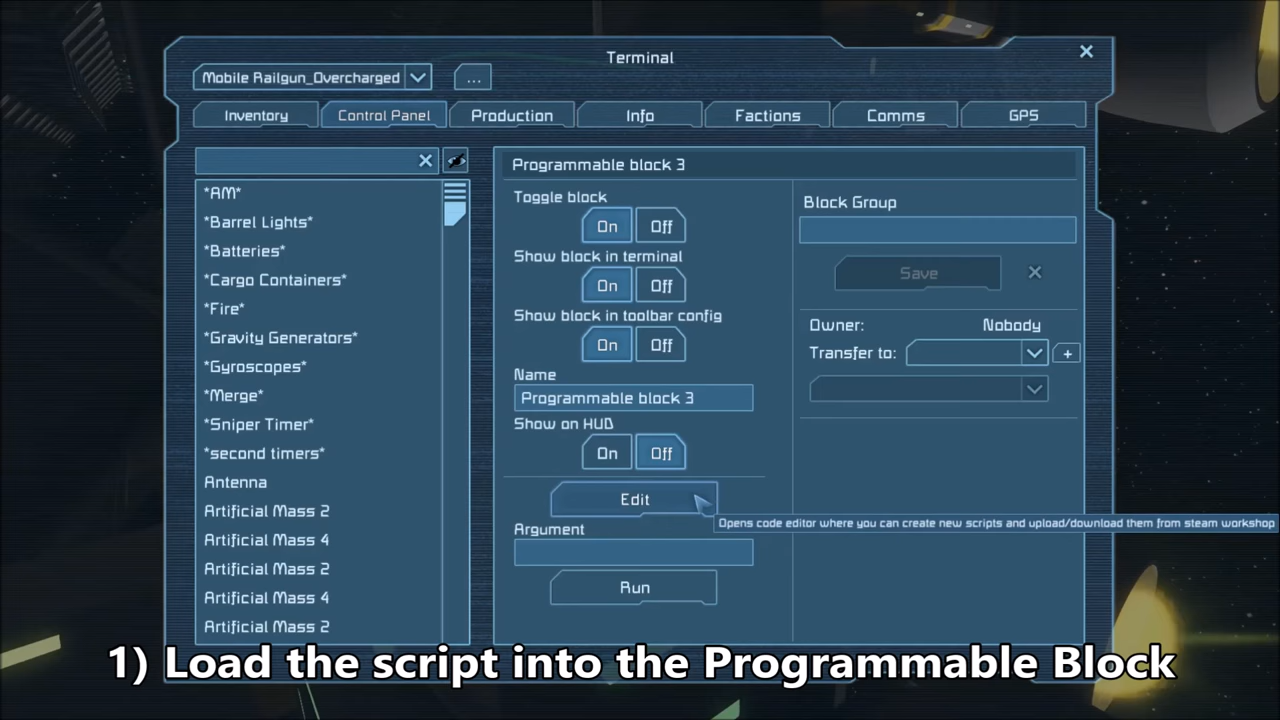 Terminal
Mobile Railgun_Overcharged
...
Inventory
Control Panel
Production
Info
Factions
Comms
GPS
*AM*
*Barrel Lights*
*Batteries*
*Cargo Containers*
*Fire*
*Gravity Generators*
*Gyroscopes*
*Merge*
*Sniper Timer*
*second timers*
Antenna
Artificial Mass 2
Artificial Mass 4
Artificial Mass 2
Artificial Mass 4
Artificial Mass 2
Programmable block 3
Toggle block
On Off
Show block in terminal
On Off
Show block in toolbar config
On Off
Name
Programmable block 3
Show on HUD
On Off
Edit
Opens code editor where you can create new scripts and upload/download them from steam workshop
Argument
Run
Block Group
Save
Owner: Nobody
Transfer to:
+
1) Load the script into the Programmable Block